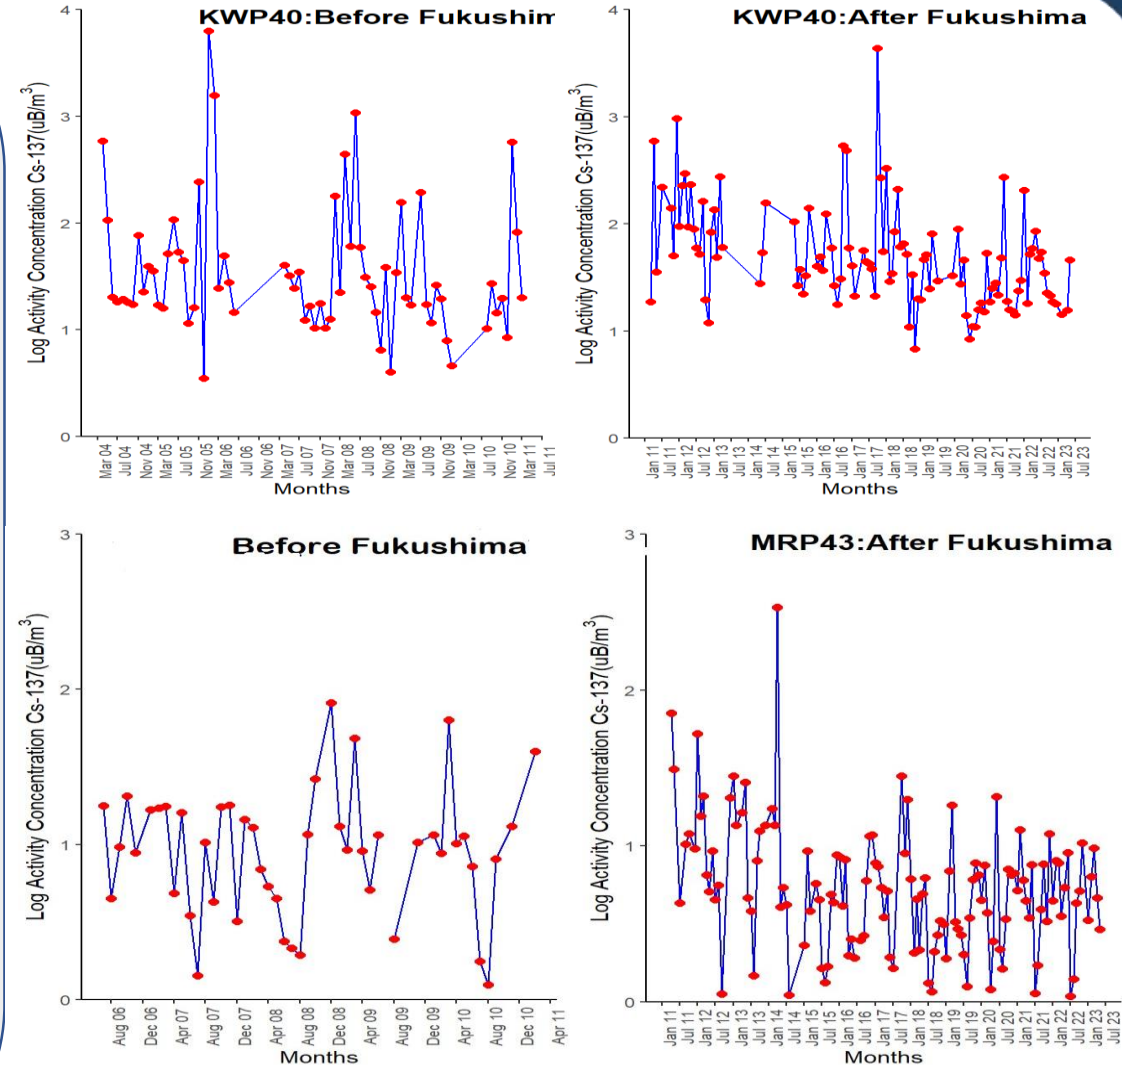 KWP40:Before Fukushim
Log Activity Concentration Cs-137(uB/m³)
4
3
2
1
0
Mar 04 Jul 04 Nov 04 Mar 05 Jul 05 Nov 05 Mar 06 Jul 06 Nov 06 Mar 07 Jul 07 Nov 07 Mar 08 Jul 08 Nov 08 Mar 09 Jul 09 Nov 09 Mar 10 Jul 10 Nov 10 Mar 11 Jul 11
Months
KWP40:After Fukushima
Log Activity Concentration Cs-137(uB/m³)
4
3
2
1
0
Jan 11 Jul 11 Jan 12 Jul 12 Jan 13 Jul 13 Jan 14 Jul 14 Jan 15 Jul 15 Jan 16 Jul 16 Jan 17 Jul 17 Jan 18 Jul 18 Jan 19 Jul 19 Jan 20 Jul 20 Jan 21 Jul 21 Jan 22 Jul 22 Jan 23 Jul 23
Months
Before Fukushima
Log Activity Concentration Cs-137(uB/m³)
3
2
1
0
Aug 06 Dec 06 Apr 07 Aug 07 Dec 07 Apr 08 Aug 08 Dec 08 Apr 09 Aug 09 Dec 09 Apr 10 Aug 10 Dec 10 Apr 11
Months
MRP43:After Fukushima
Log Activity Concentration Cs-137(uB/m³)
3
2
1
0
Jan 11 Jul 11 Jan 12 Jul 12 Jan 13 Jul 13 Jan 14 Jul 14 Jan 15 Jul 15 Jan 16 Jul 16 Jan 17 Jul 17 Jan 18 Jul 18 Jan 19 Jul 19 Jan 20 Jul 20 Jan 21 Jul 21 Jan 22 Jul 22 Jan 23 Jul 23
Months